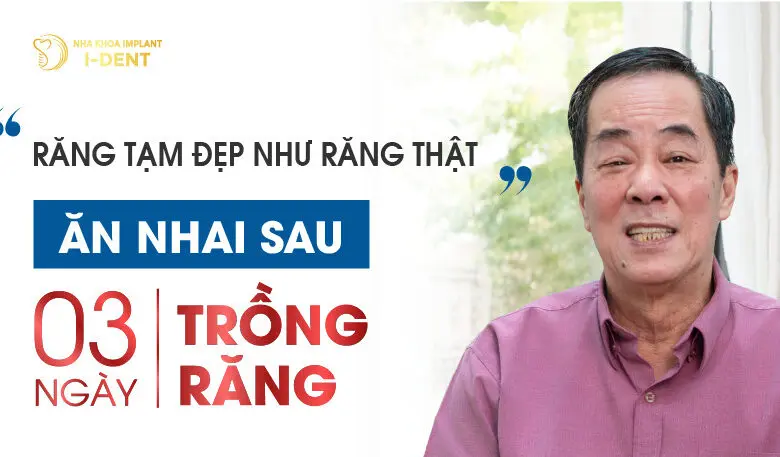 NHA KHOA IMPLANT
I-DENT
“ RĂNG TẠM ĐẸP NHƯ RĂNG THẬT ”
ĂN NHAI SAU
03 NGÀY
TRỒNG
RĂNG